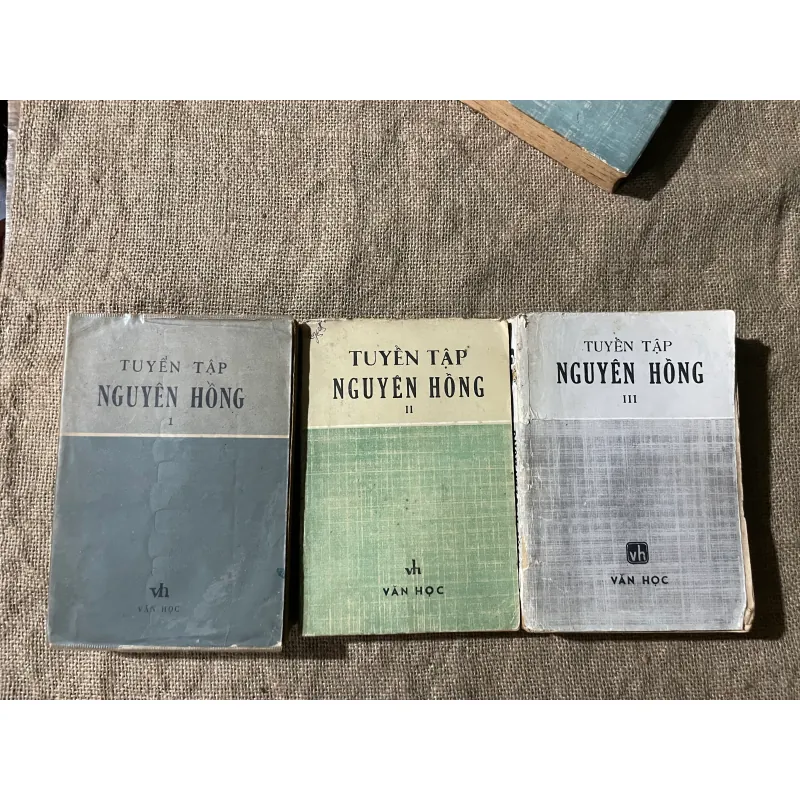 TUYỂN TẬP
NGUYÊN HỒNG
I
vh
VĂN HỌC
TUYỂN TẬP
NGUYÊN HỒNG
II
vh
VĂN HỌC
TUYỂN TẬP
NGUYÊN HỒNG
III
vh
VĂN HỌC